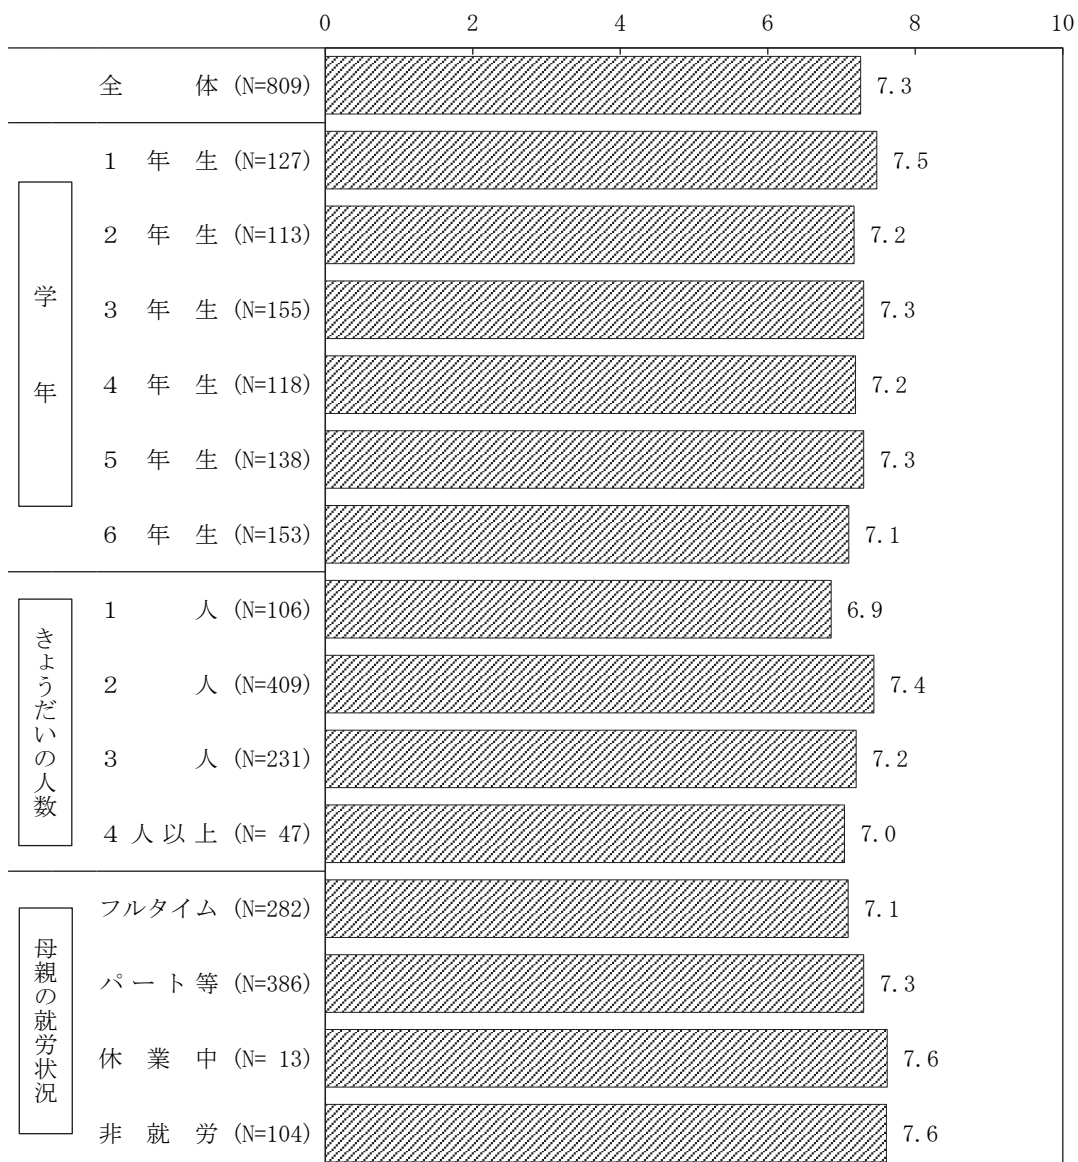 0 2 4 6 8 10
全 体 (N=809) 7.3
学年
1 年 生 (N=127) 7.5
2 年 生 (N=113) 7.2
3 年 生 (N=155) 7.3
4 年 生 (N=118) 7.2
5 年 生 (N=138) 7.3
6 年 生 (N=153) 7.1
きょうだいの人数
1 人 (N=106) 6.9
2 人 (N=409) 7.4
3 人 (N=231) 7.2
4 人 以 上 (N= 47) 7.0
母親の就労状況
フルタイム (N=282) 7.1
パ ー ト 等 (N=386) 7.3
休 業 中 (N= 13) 7.6
非 就 労 (N=104) 7.6